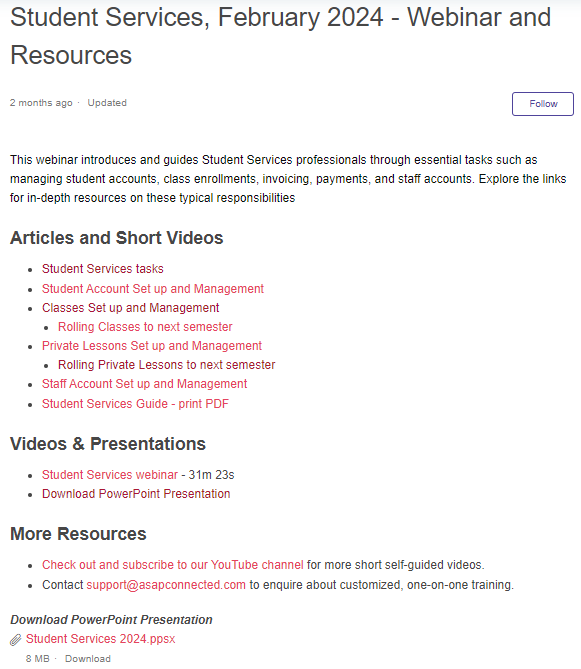 Student Services, February 2024 - Webinar and
Resources
2 months ago · Updated
Follow
This webinar introduces and guides Student Services professionals through essential tasks such as
managing student accounts, class enrollments, invoicing, payments, and staff accounts. Explore the links
for in-depth resources on these typical responsibilities
Articles and Short Videos
• Student Services tasks
• Student Account Set up and Management
• Classes Set up and Management
• Rolling Classes to next semester
• Private Lessons Set up and Management
• Rolling Private Lessons to next semester
• Staff Account Set up and Management
• Student Services Guide - print PDF
Videos & Presentations
• Student Services webinar - 31m 23s
• Download PowerPoint Presentation
More Resources
• Check out and subscribe to our YouTube channel for more short self-guided videos.
• Contact support@asapconnected.com to enquire about customized, one-on-one training.
Download PowerPoint Presentation
Student Services 2024.ppsx
8 MB · Download